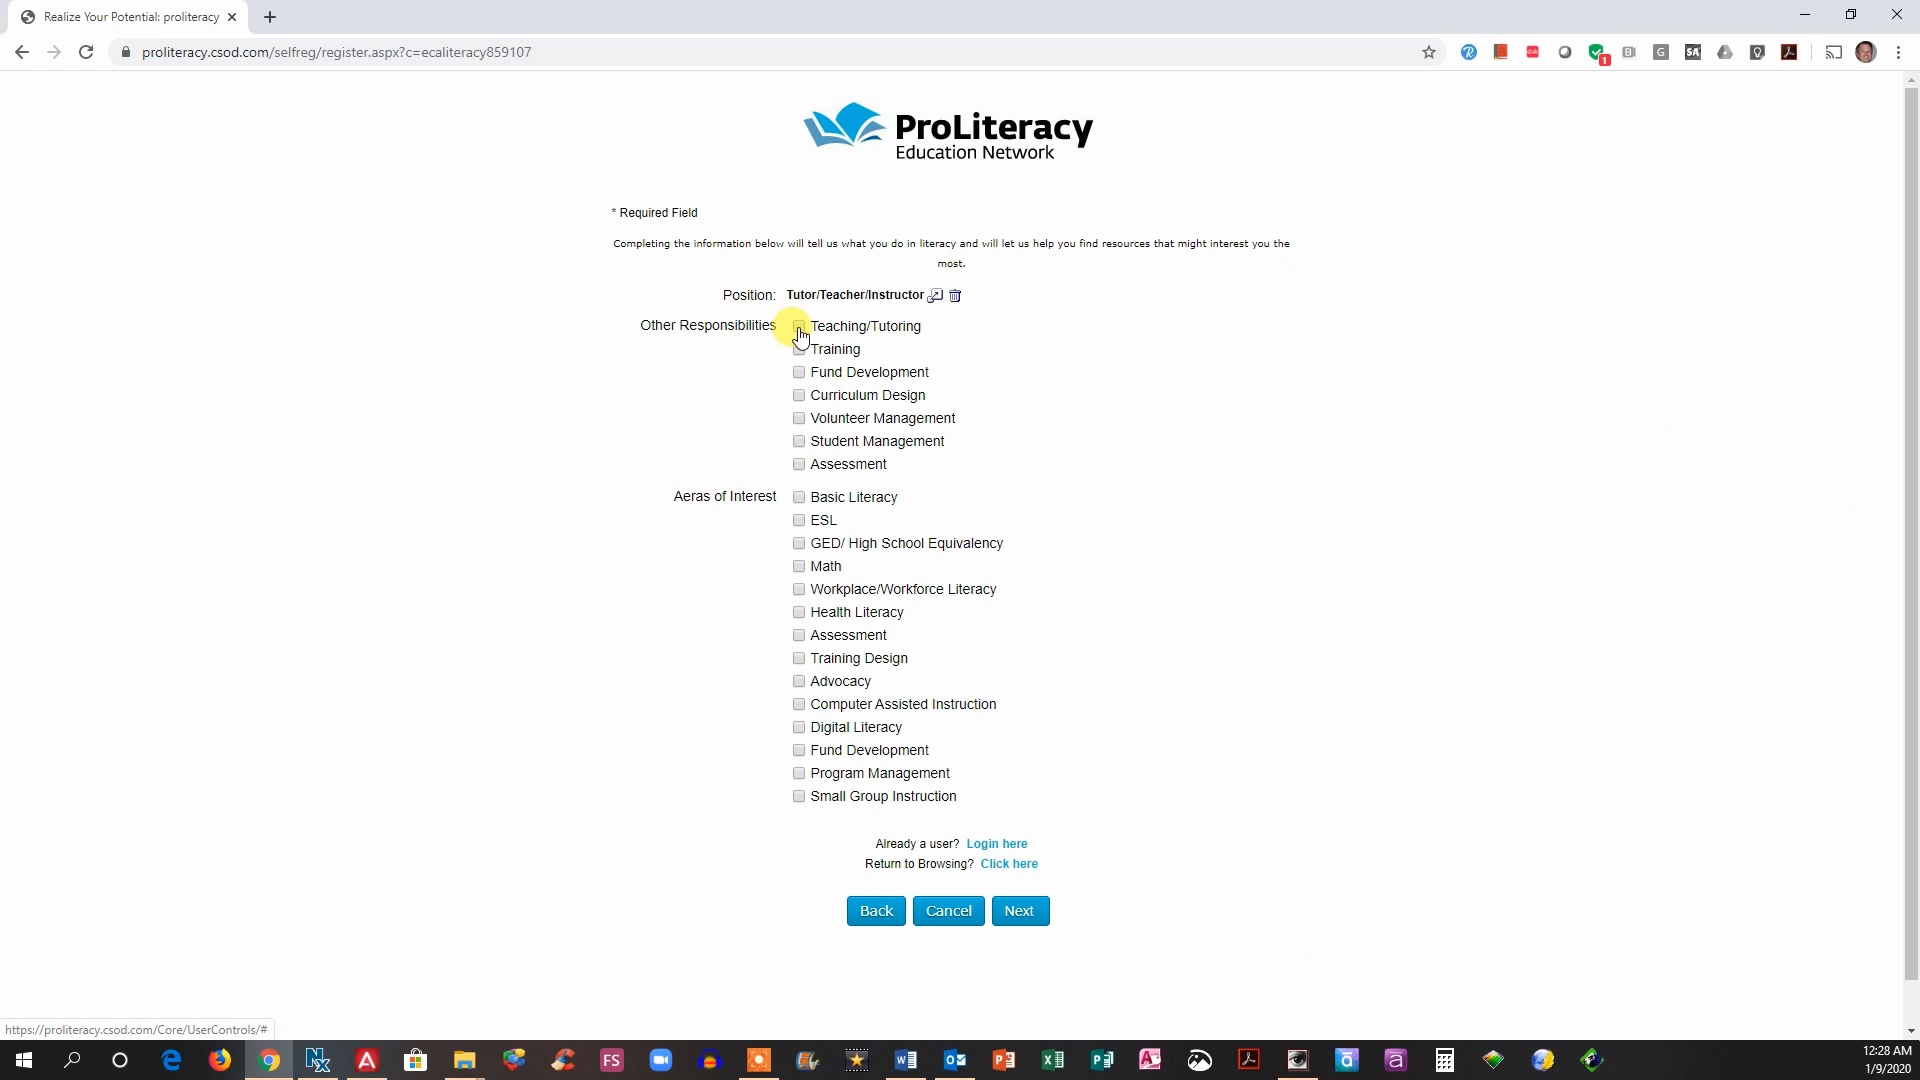 Realize Your Potential: proliteracy
proliteracy.csod.com/selfreg/register.aspx?c=ecaliteracy859107
ProLiteracy
Education Network
* Required Field
Completing the information below will tell us what you do in literacy and will let us help you find resources that might interest you the
most.
Position: Tutor/Teacher/Instructor
Other Responsibilities Teaching/Tutoring
Training
Fund Development
Curriculum Design
Volunteer Management
Student Management
Assessment
Aeras of Interest Basic Literacy
ESL
GED/ High School Equivalency
Math
Workplace/Workforce Literacy
Health Literacy
Assessment
Training Design
Advocacy
Computer Assisted Instruction
Digital Literacy
Fund Development
Program Management
Small Group Instruction
Already a user? Login here
Return to Browsing? Click here
Back Cancel Next
https://proliteracy.csod.com/Core/UserControls/#
12:28 AM
1/9/2020